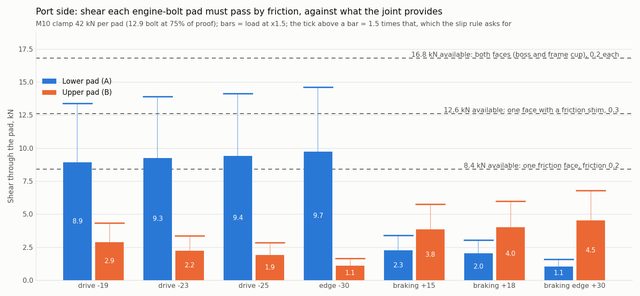 Port side: shear each engine-bolt pad must pass by friction, against what the joint provides
M10 clamp 42 kN per pad (12.9 bolt at 75% of proof); bars = load at x1.5; the tick above a bar = 1.5 times that, which the slip rule asks for
Shear through the pad, kN
17.5
15.0
12.5
10.0
7.5
5.0
2.5
0.0
16.8 kN available: both faces (boss and frame cup), 0.2 each
12.6 kN available: one face with a friction shim, 0.3
8.4 kN available: one friction face, friction 0.2
Lower pad (A)
Upper pad (B)
8.9
2.9
9.3
2.2
9.4
1.9
9.7
1.1
2.3
3.8
2.0
4.0
1.1
4.5
drive -19
drive -23
drive -25
edge -30
braking +15
braking +18
braking edge +30